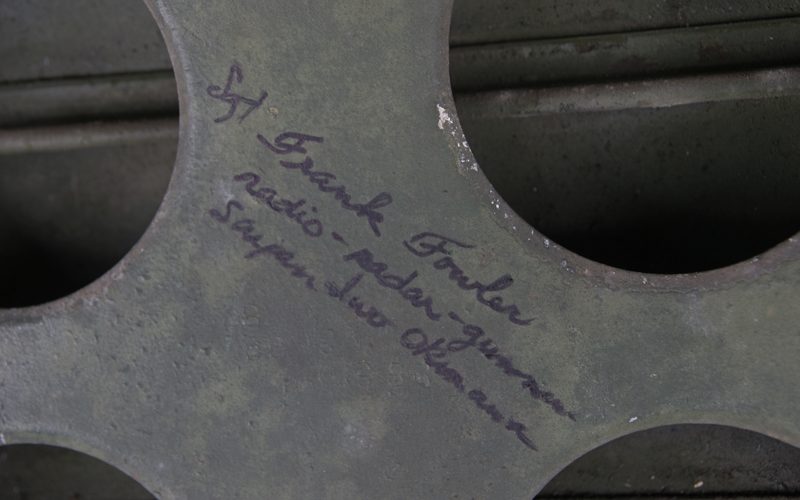 Sgt Frank Fowler
radio-radar-gunner
Saipan Iwo Okinawa